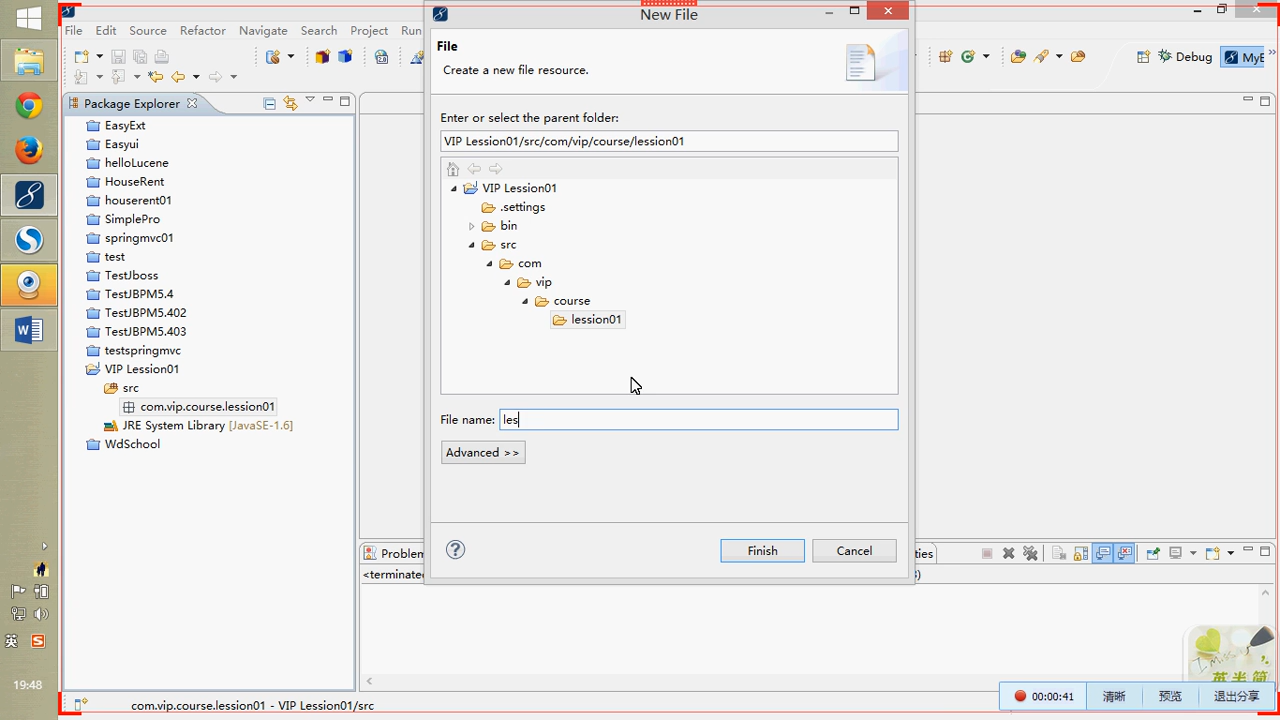 New File
File Edit Source Refactor Navigate Search Project Run
File
Create a new file resource.
Debug MyE
Package Explorer
Enter or select the parent folder:
VIP Lession01/src/com/vip/course/lession01
EasyExt
Easyui
helloLucene
HouseRent
houserent01
SimplePro
springmvc01
test
TestJboss
TestJBPM5.4
TestJBPM5.402
TestJBPM5.403
testspringmvc
VIP Lession01
src
com.vip.course.lession01
JRE System Library [JavaSE-1.6]
WdSchool
VIP Lession01
.settings
bin
src
com
vip
course
lession01
File name: les
Advanced >>
Finish Cancel
Problem
ties
<terminate
)
英
19:48
英 半 简
00:00:41 清晰 预览 退出分享
com.vip.course.lession01 - VIP Lession01/src